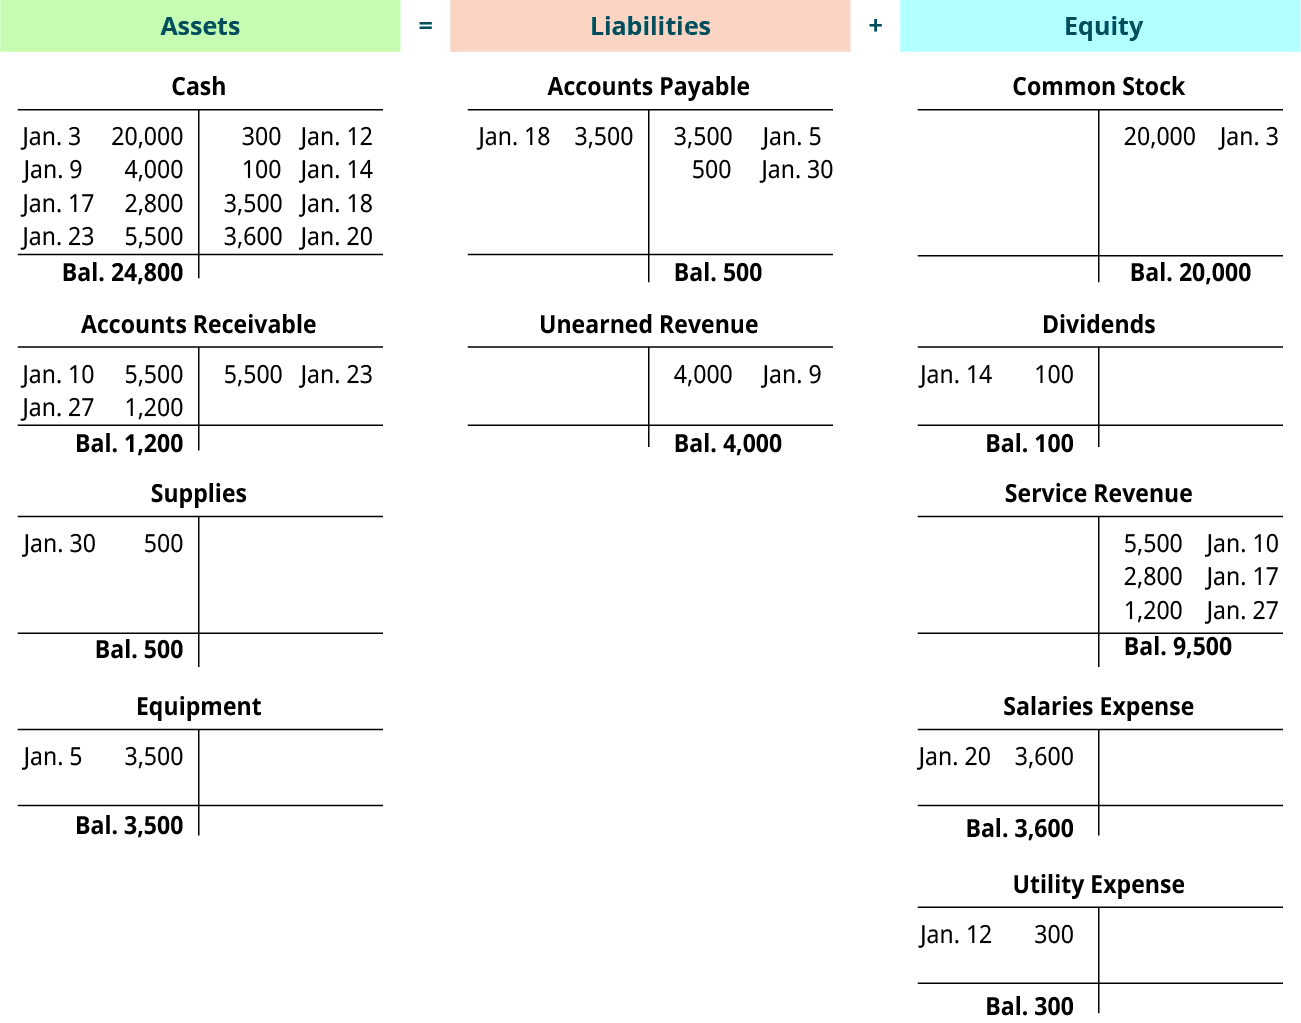 Assets = Liabilities + Equity
Cash
Jan. 3 20,000 300 Jan. 12
Jan. 9 4,000 100 Jan. 14
Jan. 17 2,800 3,500 Jan. 18
Jan. 23 5,500 3,600 Jan. 20
Bal. 24,800
Accounts Receivable
Jan. 10 5,500 5,500 Jan. 23
Jan. 27 1,200
Bal. 1,200
Supplies
Jan. 30 500
Bal. 500
Equipment
Jan. 5 3,500
Bal. 3,500
Accounts Payable
Jan. 18 3,500 3,500 Jan. 5
500 Jan. 30
Bal. 500
Unearned Revenue
4,000 Jan. 9
Bal. 4,000
Common Stock
20,000 Jan. 3
Bal. 20,000
Dividends
Jan. 14 100
Bal. 100
Service Revenue
5,500 Jan. 10
2,800 Jan. 17
1,200 Jan. 27
Bal. 9,500
Salaries Expense
Jan. 20 3,600
Bal. 3,600
Utility Expense
Jan. 12 300
Bal. 300